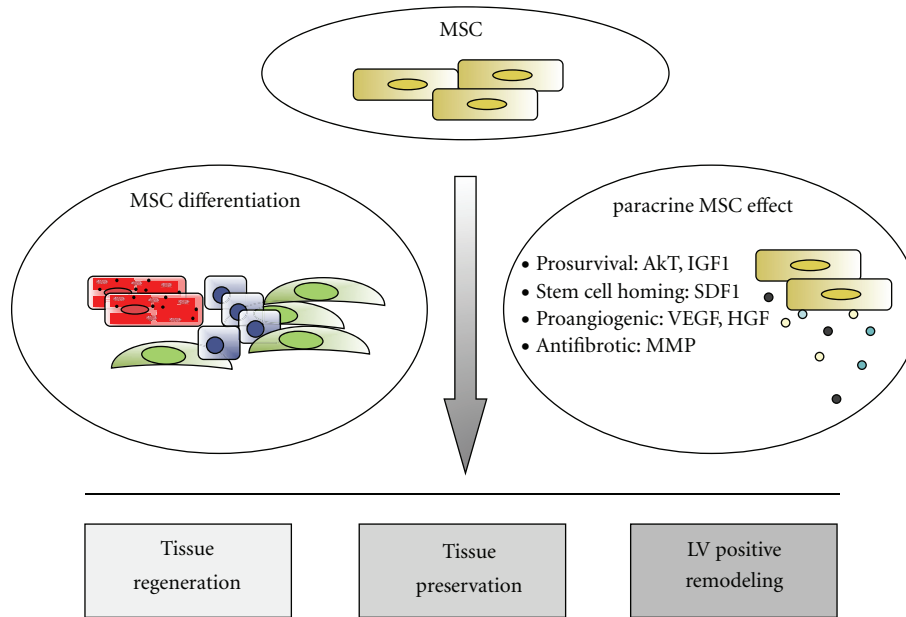 MSC
MSC differentiation
paracrine MSC effect
• Prosurvival: AkT, IGF1
• Stem cell homing: SDF1
• Proangiogenic: VEGF, HGF
• Antifibrotic: MMP
Tissue
regeneration
Tissue
preservation
LV positive
remodeling